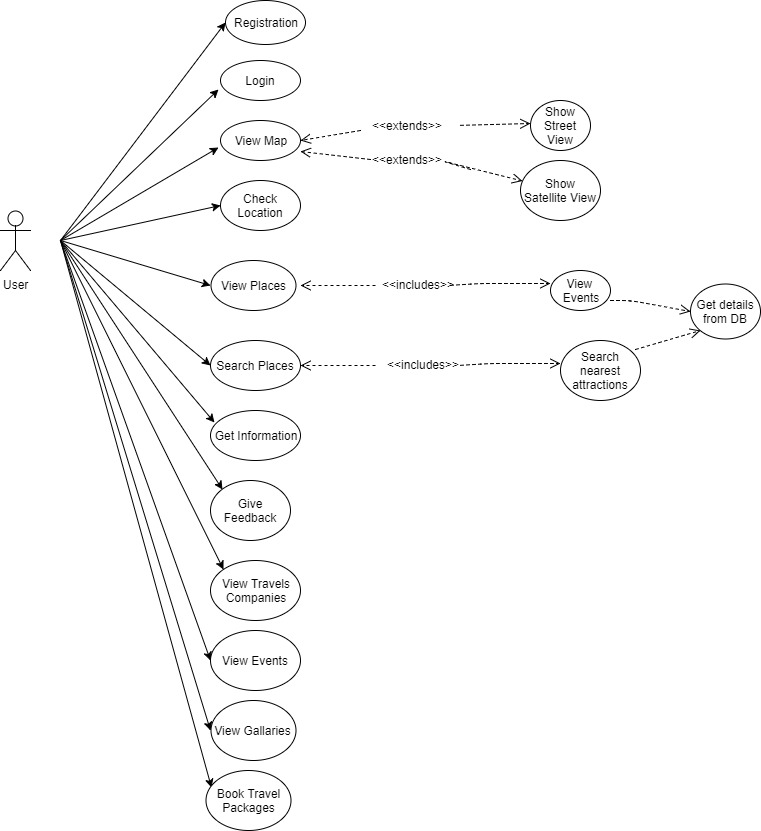 Registration
Login
View Map
<<extends>>
Show
Street
View
<<extends>>
Show
Satellite View
Check
Location
User
View Places
<<includes>>
View
Events
Get details
from DB
Search Places
<<includes>>
Search
nearest
attractions
Get Information
Give
Feedback
View Travels
Companies
View Events
View Gallaries
Book Travel
Packages